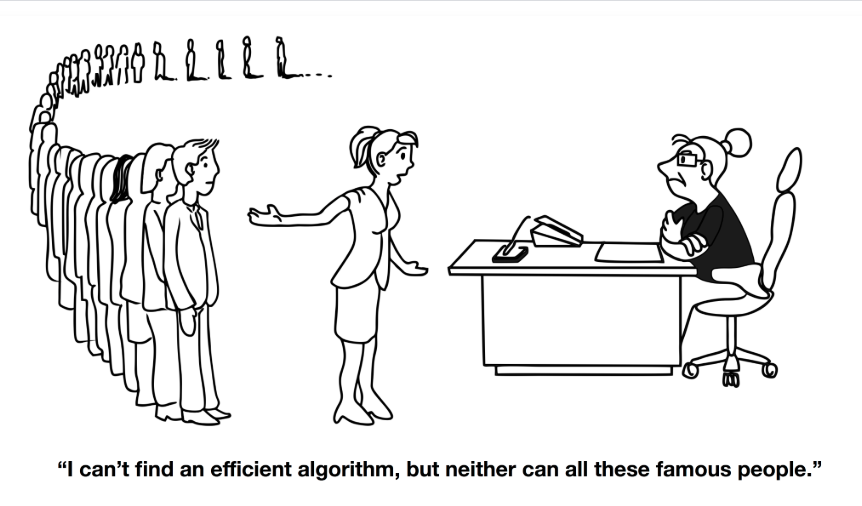 “I can’t find an efficient algorithm, but neither can all these famous people.”